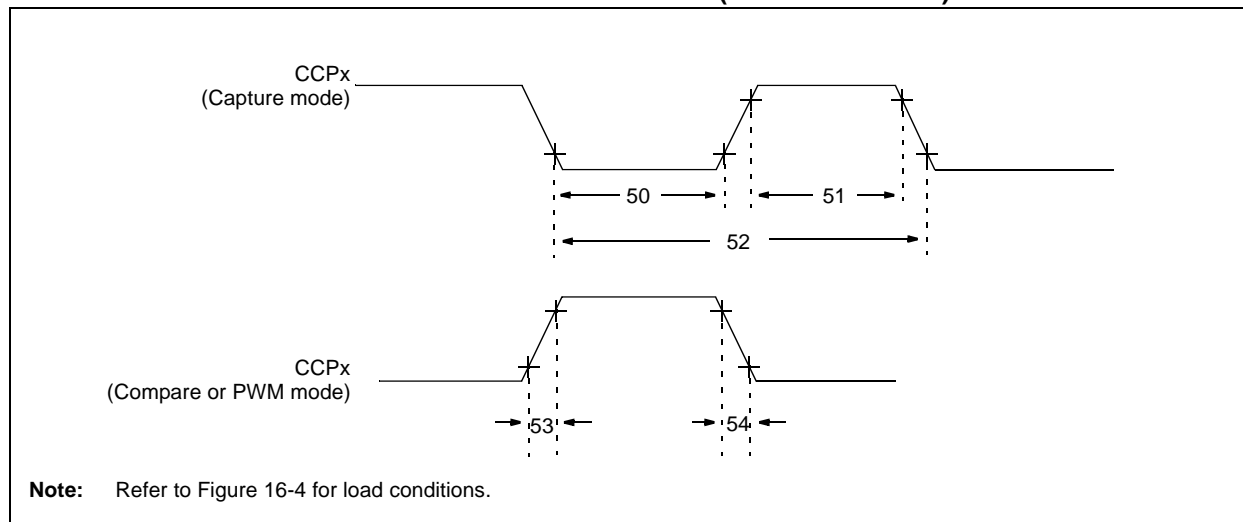 CCPx
(Capture mode)
50
51
52
CCPx
(Compare or PWM mode)
53
54
Note: Refer to Figure 16-4 for load conditions.